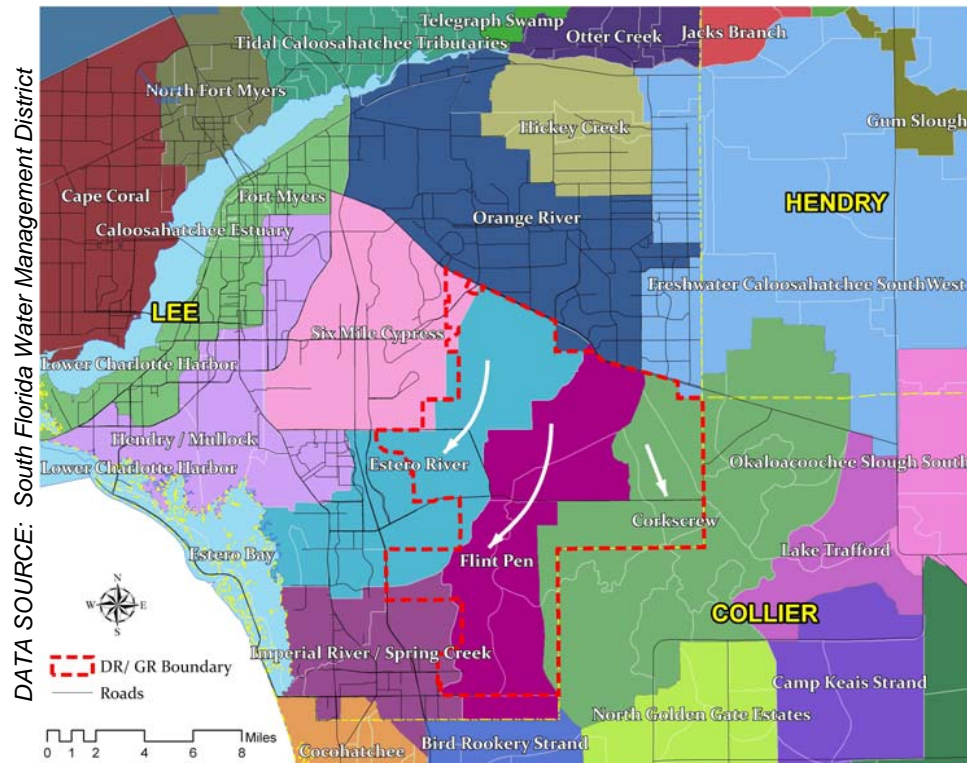 DATA SOURCE: South Florida Water Management District
Telegraph Swamp
Otter Creek
Jacks Branch
Tidal Caloosahatchee Tributaries
North Fort Myers
Gum Slough
Hickey Creek
Cape Coral
Fort Myers
HENDRY
Orange River
Caloosahatchee Estuary
Freshwater Caloosahatchee SouthWest
LEE
Six Mile Cypress
Lower Charlotte Harbor
Hendry / Mullock
Estero River
Okaloacoochee Slough South
Lower Charlotte Harbor
Corkscrew
Estero Bay
Flint Pen
Lake Trafford
N
W E
S
COLLIER
Imperial River / Spring Creek
DR/ GR Boundary
Roads
Camp Keais Strand
North Golden Gate Estates
Miles
0 1 2 4 6 8
Cocohatchee
Bird Rookery Strand